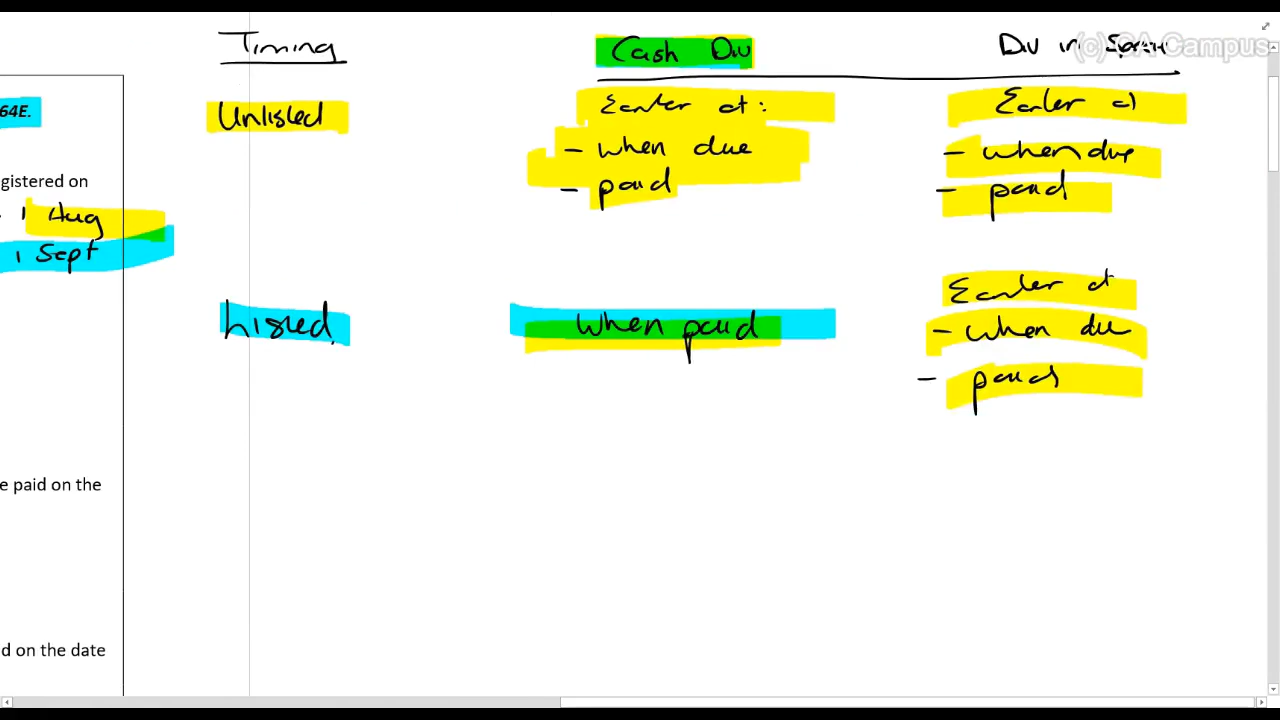 Timing
Cash Div
Div in Specie
(c) CA Campus
64E.
Unlisted
Earlier of:
- when due
- paid
Earlier of
- when due
- paid
gistered on
1 Aug
1 Sept
Listed
When paid
Earlier of
- when due
- paid
e paid on the
d on the date